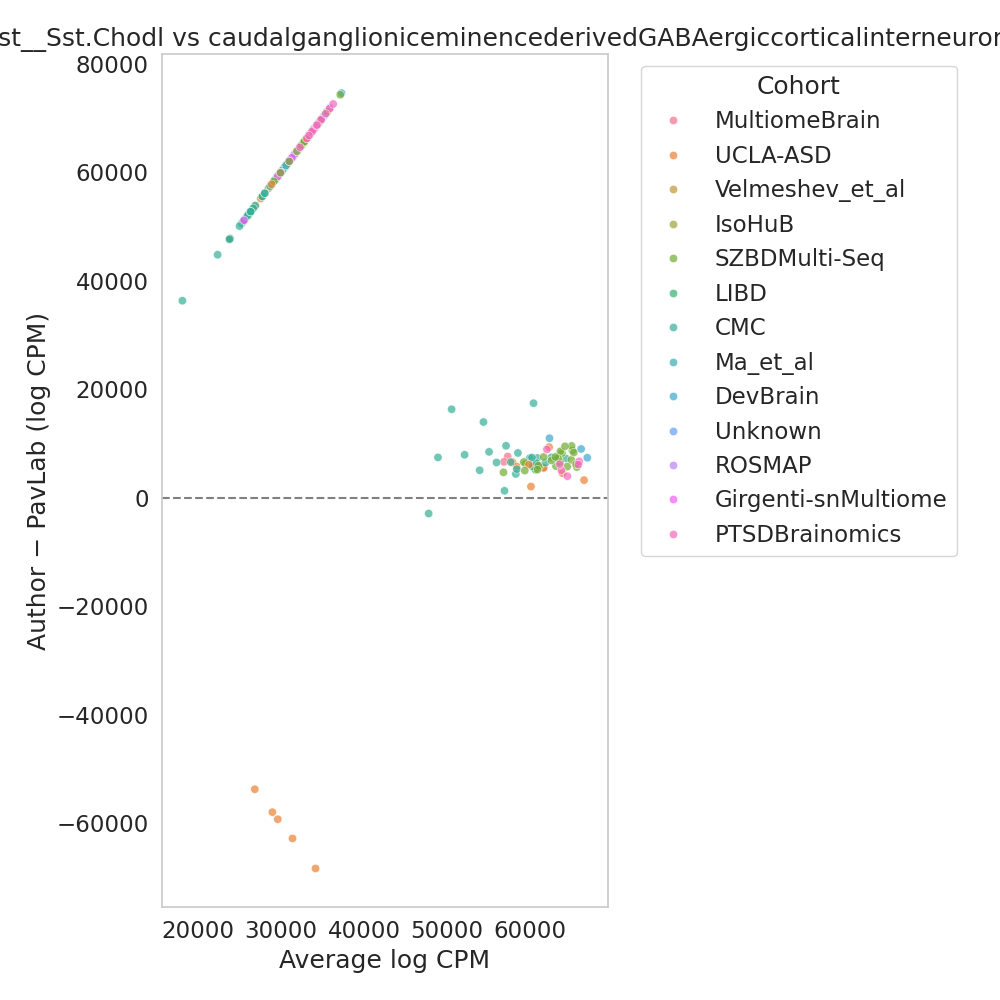 st__Sst.Chodl vs caudalganglioniceminencederivedGABAergiccorticalinterneuron
Author − PavLab (log CPM)
80000
60000
40000
20000
0
−20000
−40000
−60000
20000 30000 40000 50000 60000
Average log CPM
Cohort
MultiomeBrain
UCLA-ASD
Velmeshev_et_al
IsoHuB
SZBDMulti-Seq
LIBD
CMC
Ma_et_al
DevBrain
Unknown
ROSMAP
Girgenti-snMultiome
PTSDBrainomics